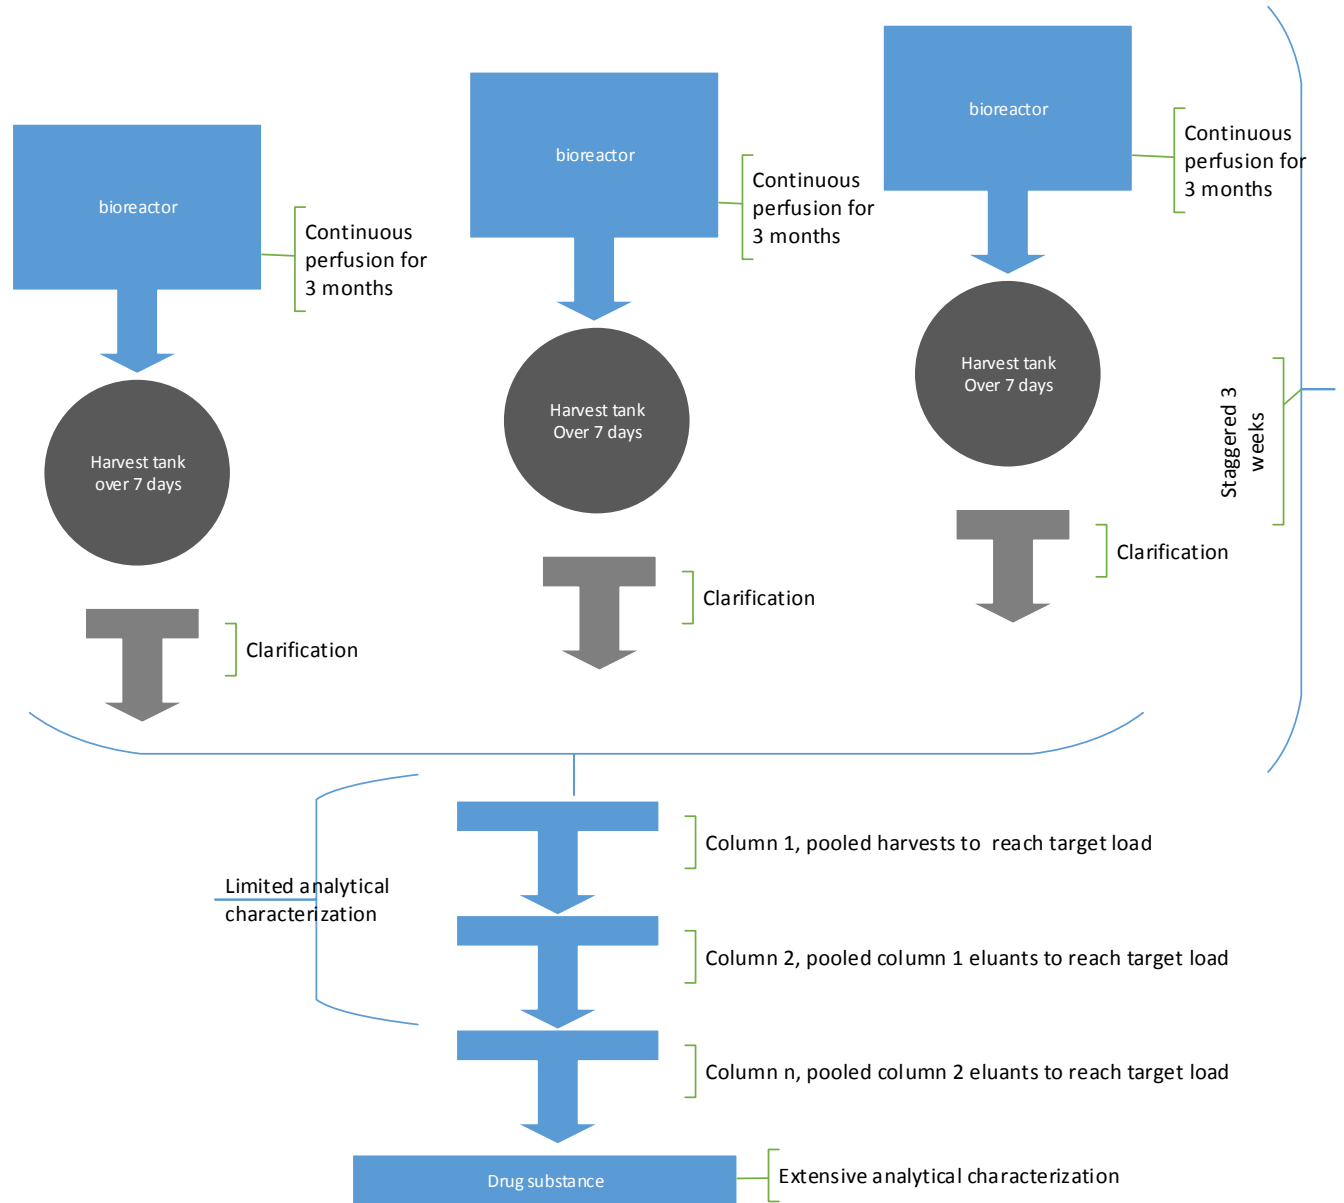 bioreactor
Continuous
perfusion for
3 months
bioreactor
Continuous
perfusion for
3 months
bioreactor
Continuous
perfusion for
3 months
Harvest tank
over 7 days
Harvest tank
Over 7 days
Harvest tank
Over 7 days
Staggered 3
weeks
Clarification
Clarification
Clarification
Limited analytical
characterization
Column 1, pooled harvests to  reach target load
Column 2, pooled column 1 eluants to reach target load
Column n, pooled column 2 eluants to reach target load
Drug substance
Extensive analytical characterization